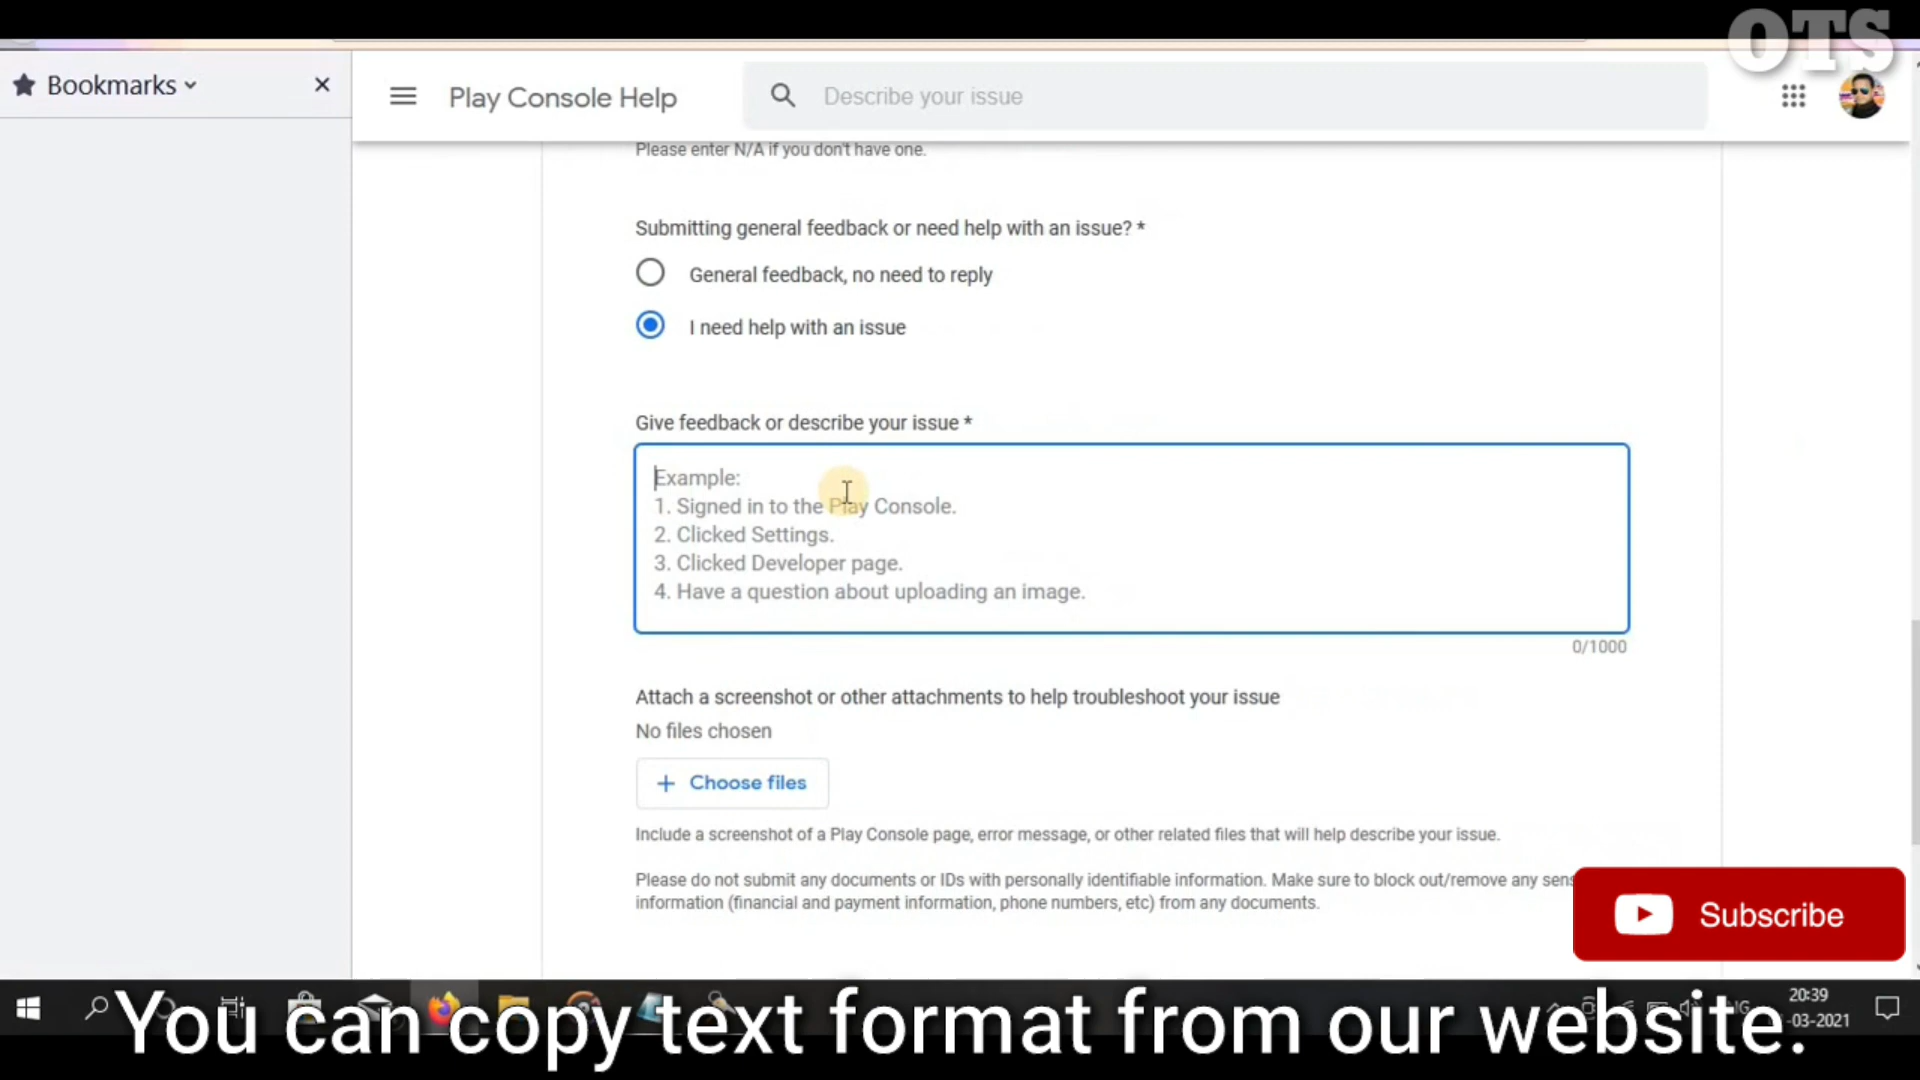 OTS
Bookmarks
Play Console Help
Describe your issue
Please enter N/A if you don't have one.
Submitting general feedback or need help with an issue? *
General feedback, no need to reply
I need help with an issue
Give feedback or describe your issue *
Example:
1. Signed in to the Play Console.
2. Clicked Settings.
3. Clicked Developer page.
4. Have a question about uploading an image.
0/1000
Attach a screenshot or other attachments to help troubleshoot your issue
No files chosen
+ Choose files
Include a screenshot of a Play Console page, error message, or other related files that will help describe your issue.
Please do not submit any documents or IDs with personally identifiable information. Make sure to block out/remove any
information (financial and payment information, phone numbers, etc) from any documents.
Subscribe
20:39
-03-2021
You can copy text format from our website.